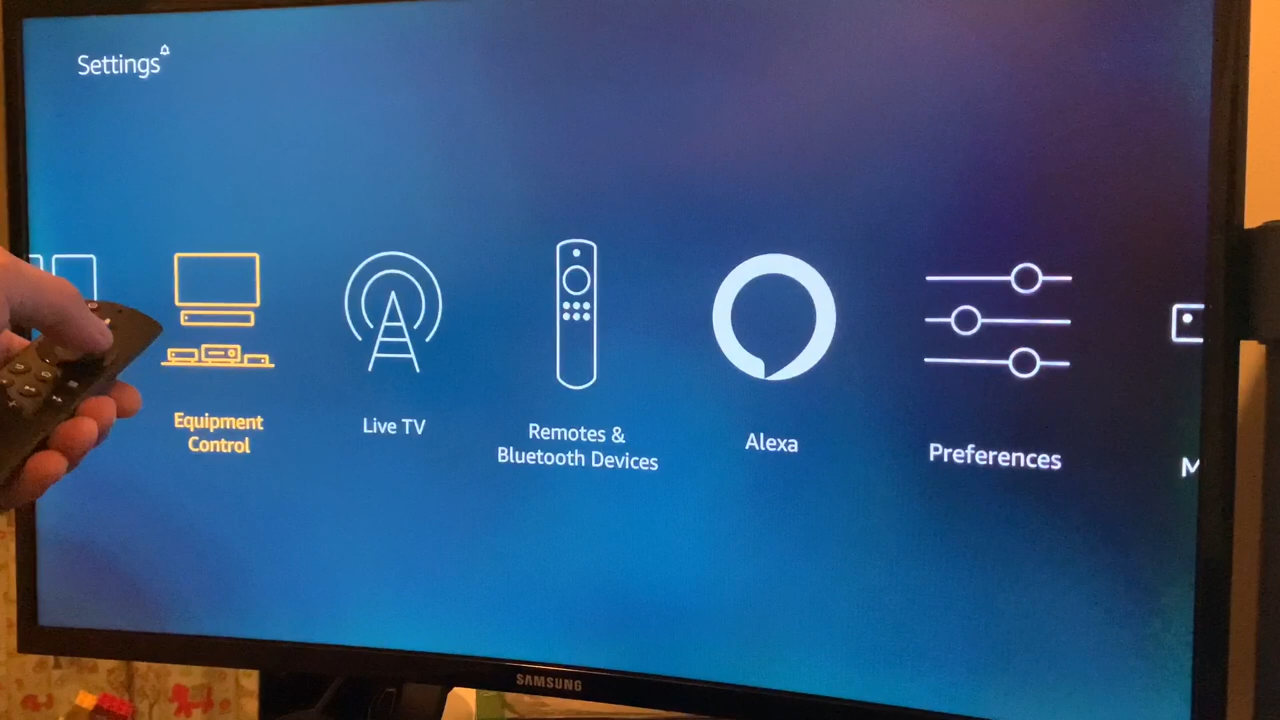 Settings
Equipment
Control
Live TV
Remotes &
Bluetooth Devices
Alexa
Preferences
M
SAMSUNG